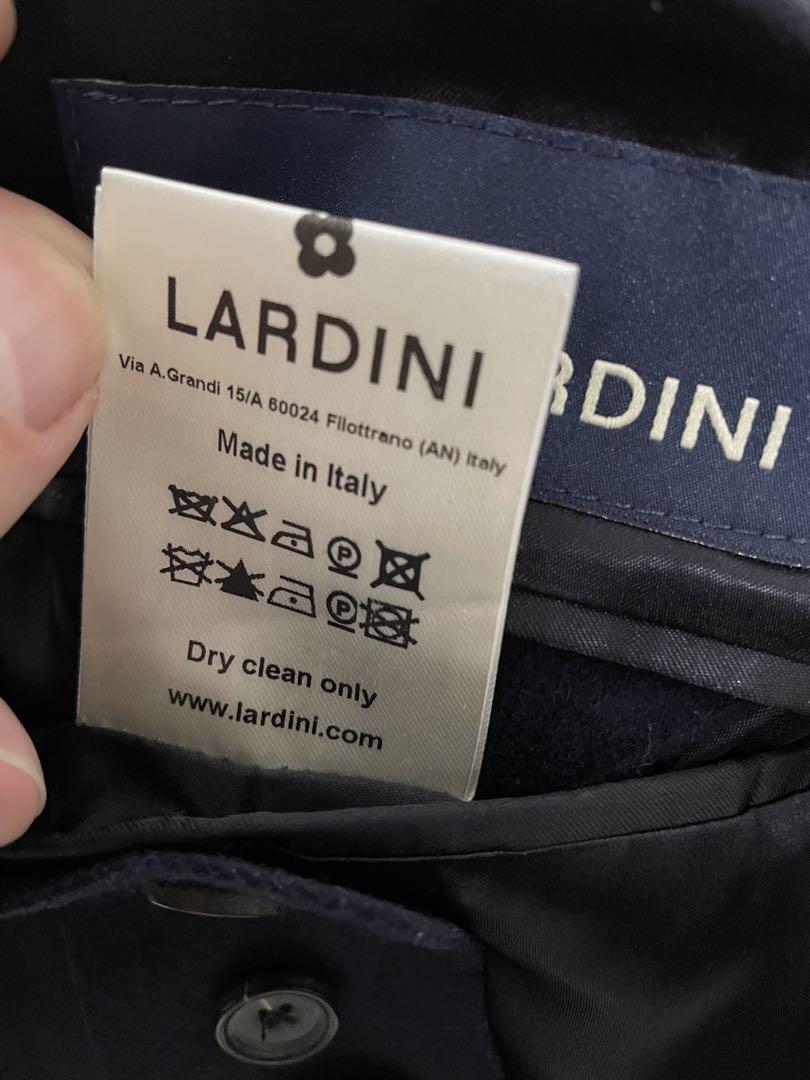 LARDINI
Via A.Grandi 15/A 60024 Filottrano (AN) Italy
Made in Italy
P
P
Dry clean only
www.lardini.com
RDINI